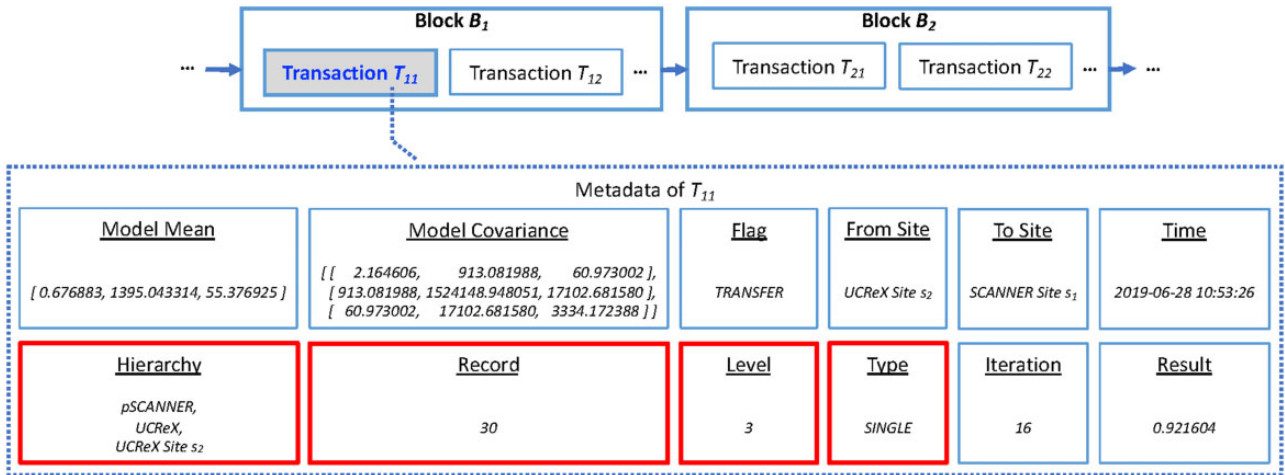 Block B1
Block B2
... Transaction T11 Transaction T12 ... Transaction T21 Transaction T22 ... ...
Metadata of T11
Model Mean
[ 0.676883, 1395.043314, 55.376925 ]
Model Covariance
[ [ 2.164606, 913.081988, 60.973002 ],
[ 913.081988, 1524148.948051, 17102.681580 ],
[ 60.973002, 17102.681580, 3334.172388 ] ]
Flag
TRANSFER
From Site
UCReX Site s2
To Site
SCANNER Site s1
Time
2019-06-28 10:53:26
Hierarchy
pSCANNER,
UCReX,
UCReX Site s2
Record
30
Level
3
Type
SINGLE
Iteration
16
Result
0.921604